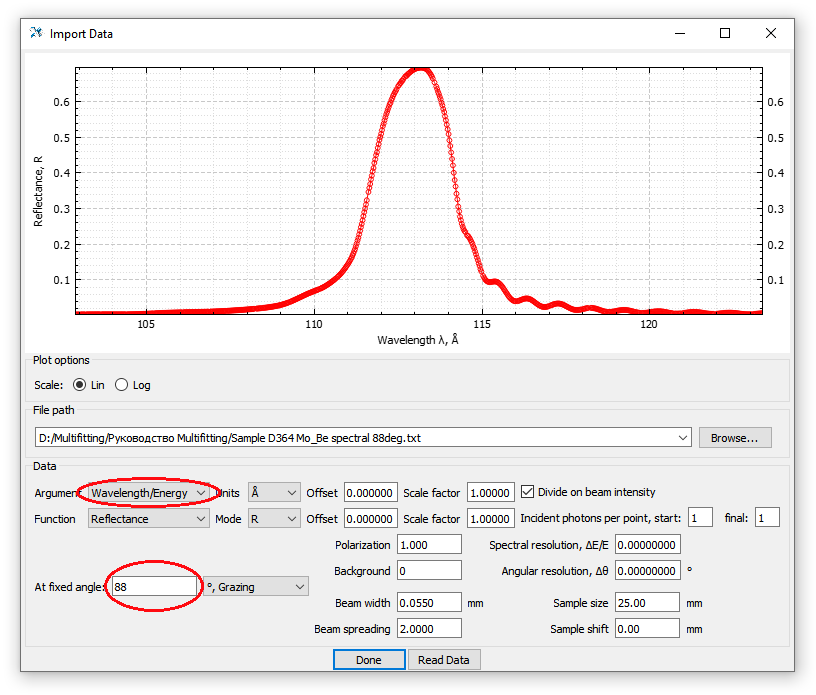 Import Data
0.6 0.6
0.5 0.5
0.4 0.4
0.3 0.3
0.2 0.2
0.1 0.1
Reflectance, R
105 110 115 120
Wavelength λ, Å
Plot options
Scale: Lin Log
File path
D:/Multifitting/Руководство Multifitting/Sample D364 Mo_Be spectral 88deg.txt Browse...
Data
Argument Wavelength/Energy Units Å Offset 0.000000 Scale factor 1.00000 Divide on beam intensity
Function Reflectance Mode R Offset 0.000000 Scale factor 1.00000 Incident photons per point, start: 1 final: 1
Polarization 1.000 Spectral resolution, ΔE/E 0.00000000
Background 0 Angular resolution, Δθ 0.00000000 °
At fixed angle: 88 °, Grazing
Beam width 0.0550 mm Sample size 25.00 mm
Beam spreading 2.0000 Sample shift 0.00 mm
Done Read Data